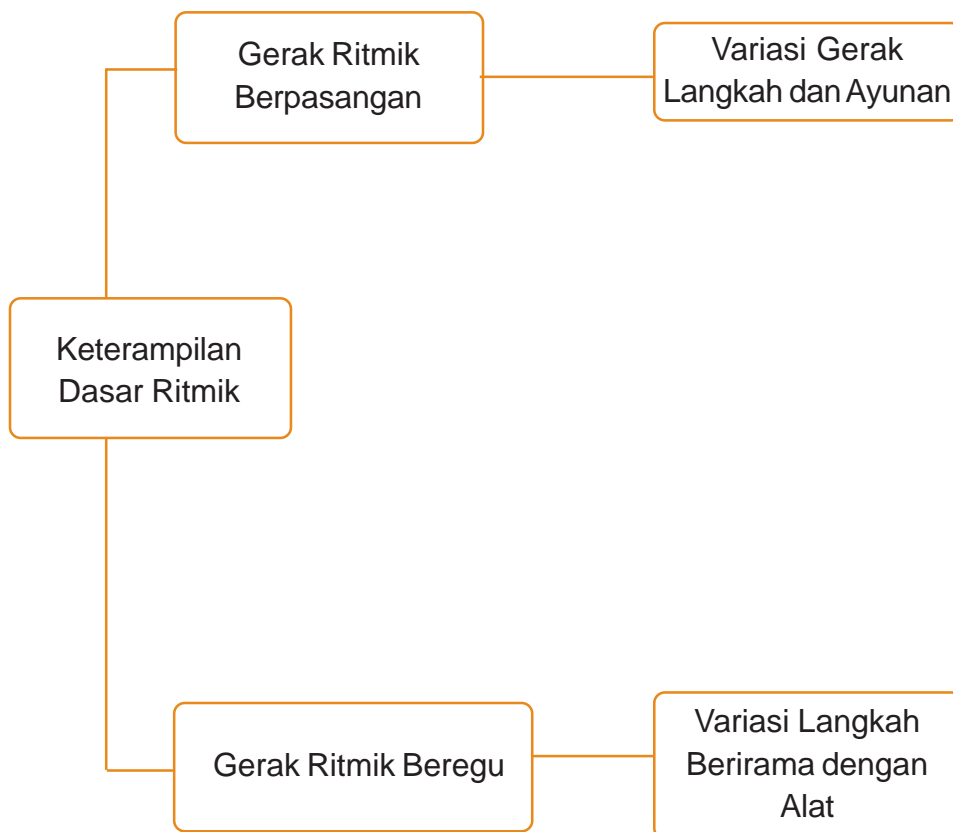 Gerak Ritmik
Berpasangan
Variasi Gerak
Langkah dan Ayunan
Keterampilan
Dasar Ritmik
Gerak Ritmik Beregu
Variasi Langkah
Berirama dengan
Alat